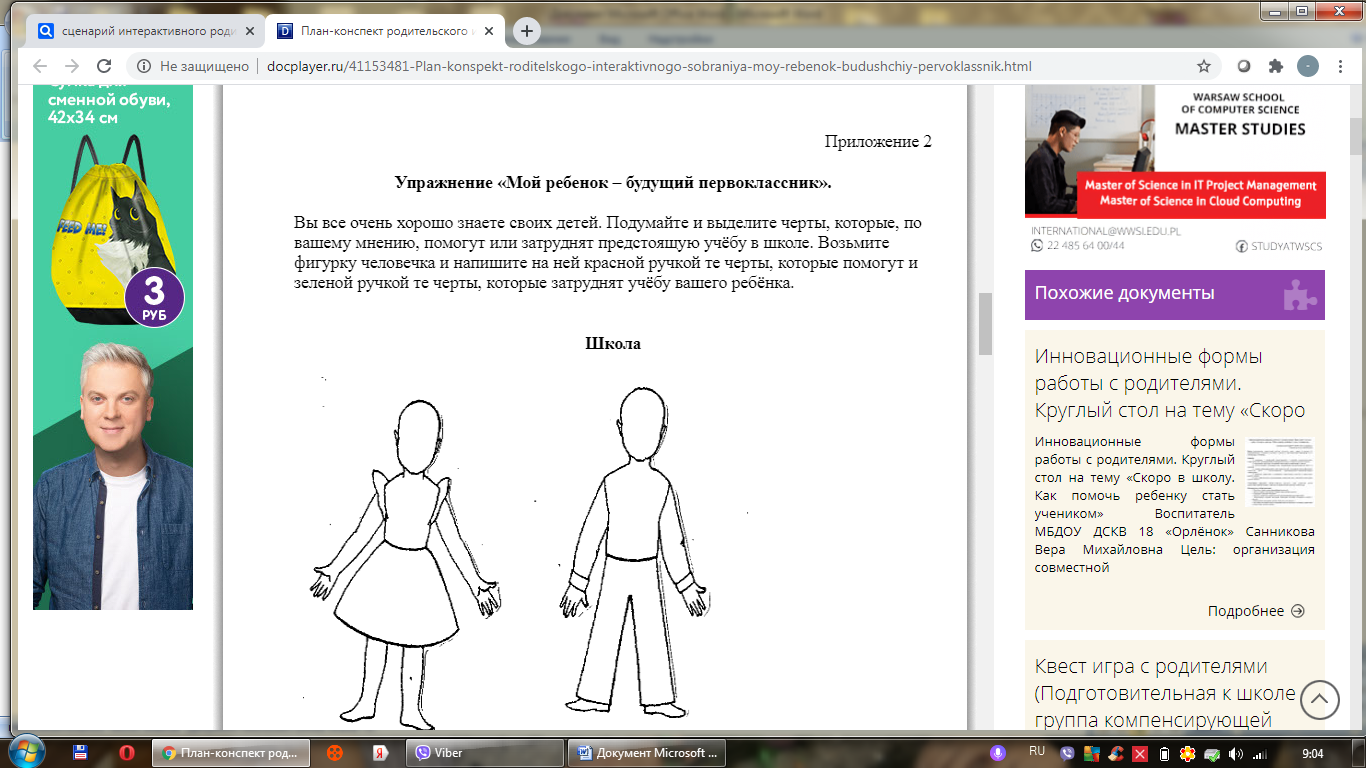 сценарий интерактивного роди
План-конспект родительского
Не защищено
docplayer.ru/41153481-Plan-konspekt-roditelskogo-interaktivnogo-sobraniya-moy-rebenok-budushchiy-pervoklassnik.html
сменной обуви,
42х34 см
FEED ME!
3
РУБ
Приложение 2
Упражнение «Мой ребенок – будущий первоклассник».
Вы все очень хорошо знаете своих детей. Подумайте и выделите черты, которые, по
вашему мнению, помогут или затруднят предстоящую учёбу в школе. Возьмите
фигурку человечка и напишите на ней красной ручкой те черты, которые помогут и
зеленой ручкой те черты, которые затруднят учёбу вашего ребёнка.
Школа
WARSAW SCHOOL
OF COMPUTER SCIENCE
MASTER STUDIES
Master of Science in IT Project Management
Master of Science in Cloud Computing
INTERNATIONAL@WWSI.EDU.PL
22 485 64 00/44
STUDYATWSCS
Похожие документы
Инновационные формы
работы с родителями.
Круглый стол на тему «Скоро
Инновационные формы
работы с родителями. Круглый
стол на тему «Скоро в школу.
Как помочь ребенку стать
учеником» Воспитатель
МБДОУ ДСКВ 18 «Орлёнок» Санникова
Вера Михайловна Цель: организация
совместной
Подробнее
Квест игра с родителями
(Подготовительная к школе
группа компенсирующей
План-конспект род...
Я
Viber
Документ Microsoft ...
RU
9:04